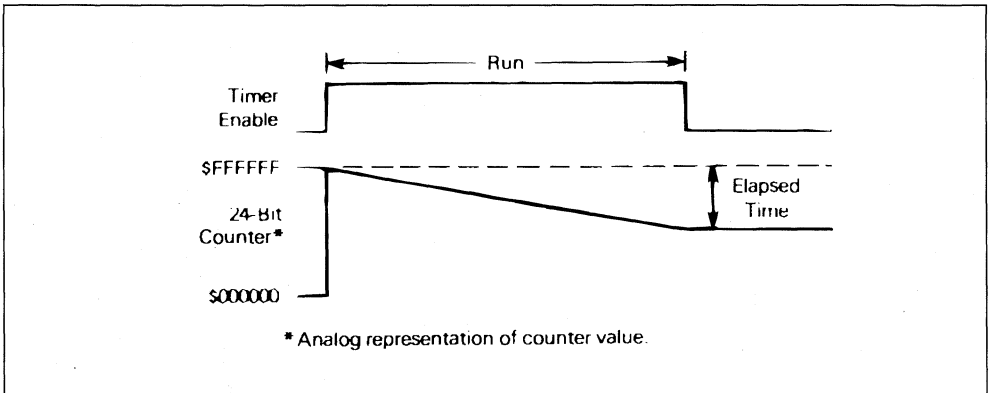 Run
Timer
Enable
$FFFFFF
Elapsed
Time
24-Bit
Counter*
$000000
* Analog representation of counter value.